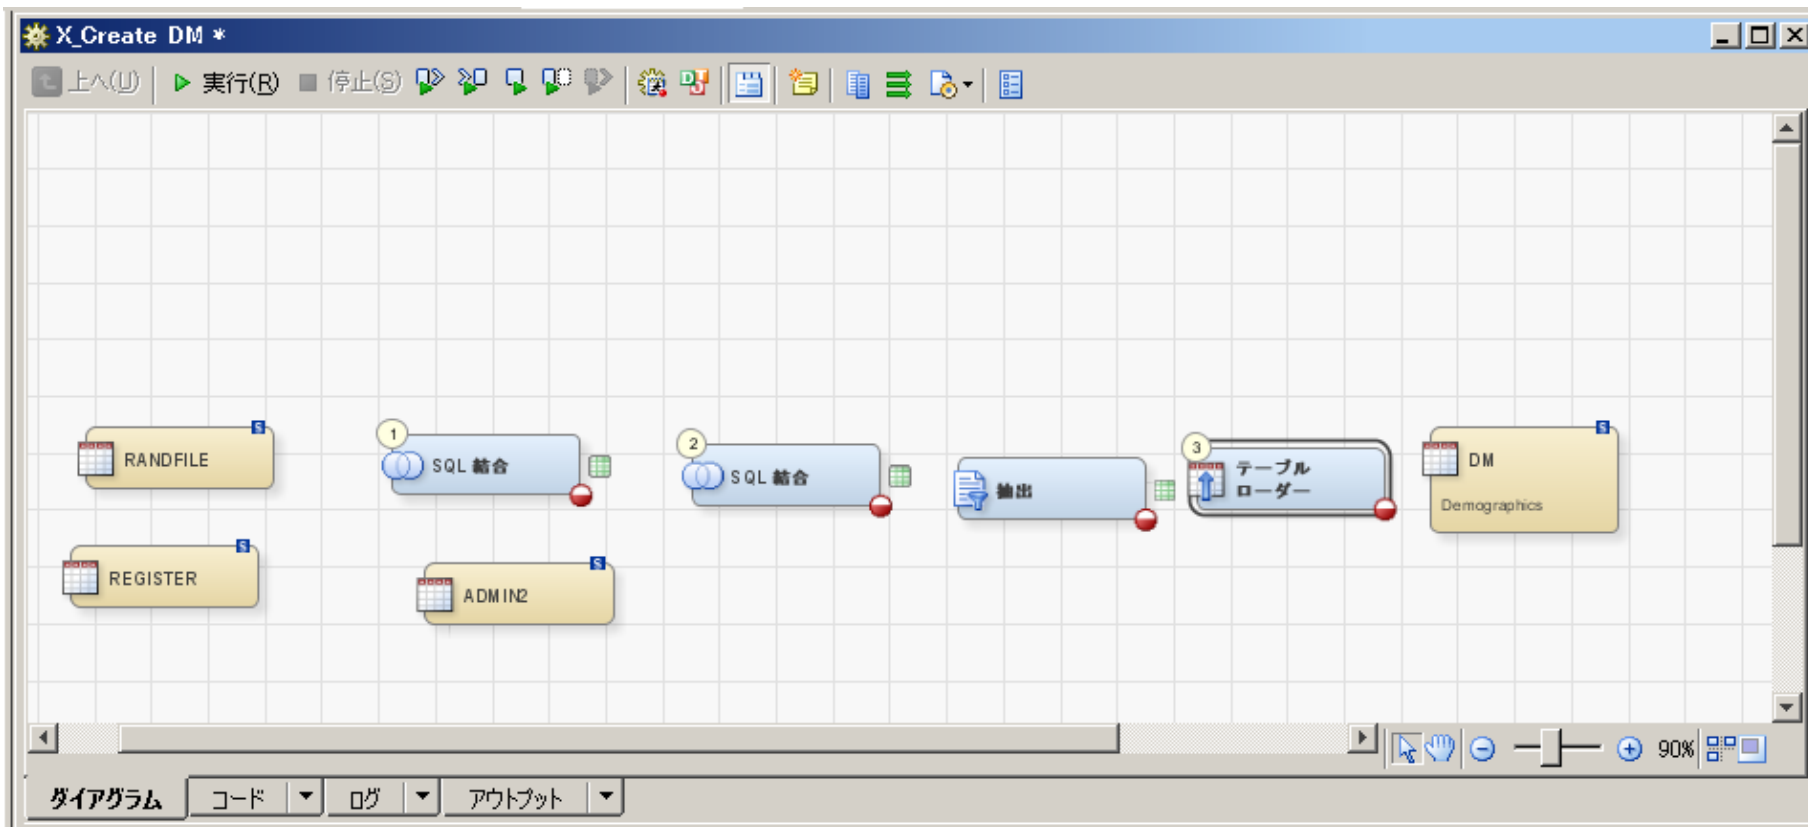 X_Create DM *
上へ(U) 実行(R) 停止(S)
RANDFILE
1
SQL 結合
2
SQL 結合
抽出
3
テーブル
ローダー
DM
Demographics
REGISTER
ADMIN2
90%
ダイアグラム コード ログ アウトプット